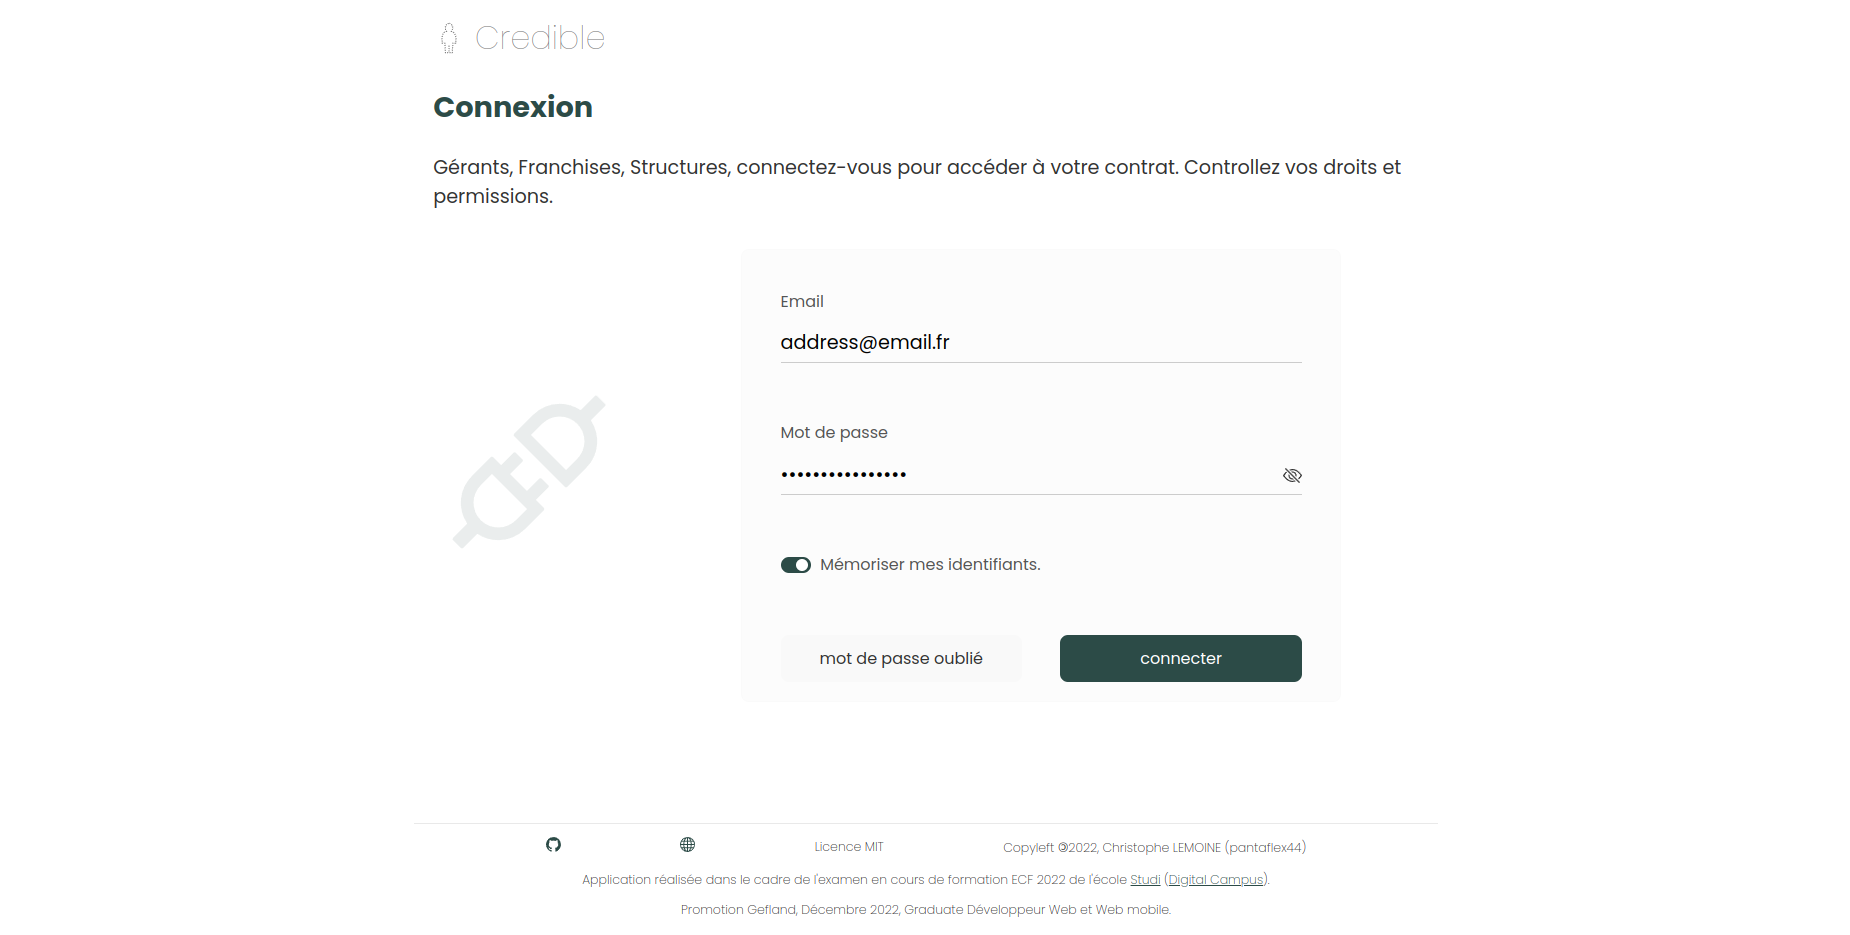 Credible
Connexion
Gérants, Franchises, Structures, connectez-vous pour accéder à votre contrat. Controllez vos droits et
permissions.
Email
address@email.fr
Mot de passe
••••••••••••••••
Mémoriser mes identifiants.
mot de passe oublié
connecter
Licence MIT
Copyleft 🄯2022, Christophe LEMOINE (pantaflex44)
Application réalisée dans le cadre de l'examen en cours de formation ECF 2022 de l'école Studi (Digital Campus).
Promotion Gefland, Décembre 2022, Graduate Développeur Web et Web mobile.